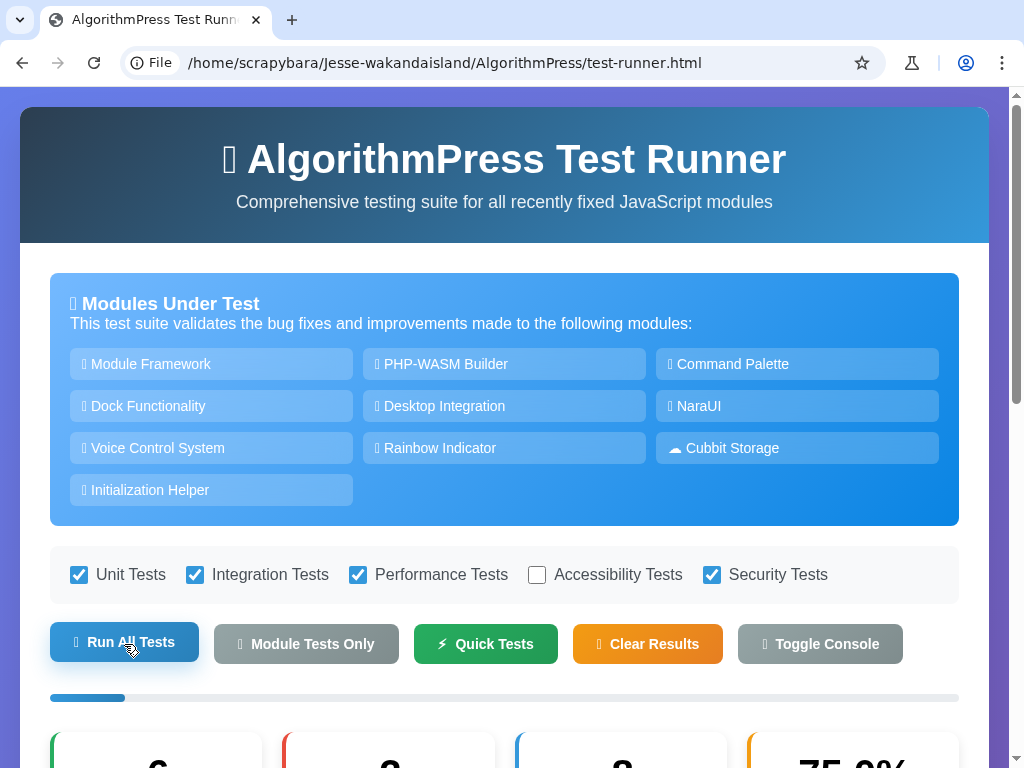 AlgorithmPress Test Runn
File
/home/scrapybara/Jesse-wakandaisland/AlgorithmPress/test-runner.html
AlgorithmPress Test Runner
Comprehensive testing suite for all recently fixed JavaScript modules
Modules Under Test
This test suite validates the bug fixes and improvements made to the following modules:
Module Framework
PHP-WASM Builder
Command Palette
Dock Functionality
Desktop Integration
NaraUI
Voice Control System
Rainbow Indicator
☁ Cubbit Storage
Initialization Helper
Unit Tests
Integration Tests
Performance Tests
Accessibility Tests
Security Tests
Run All Tests
Module Tests Only
⚡ Quick Tests
Clear Results
Toggle Console
75.0%